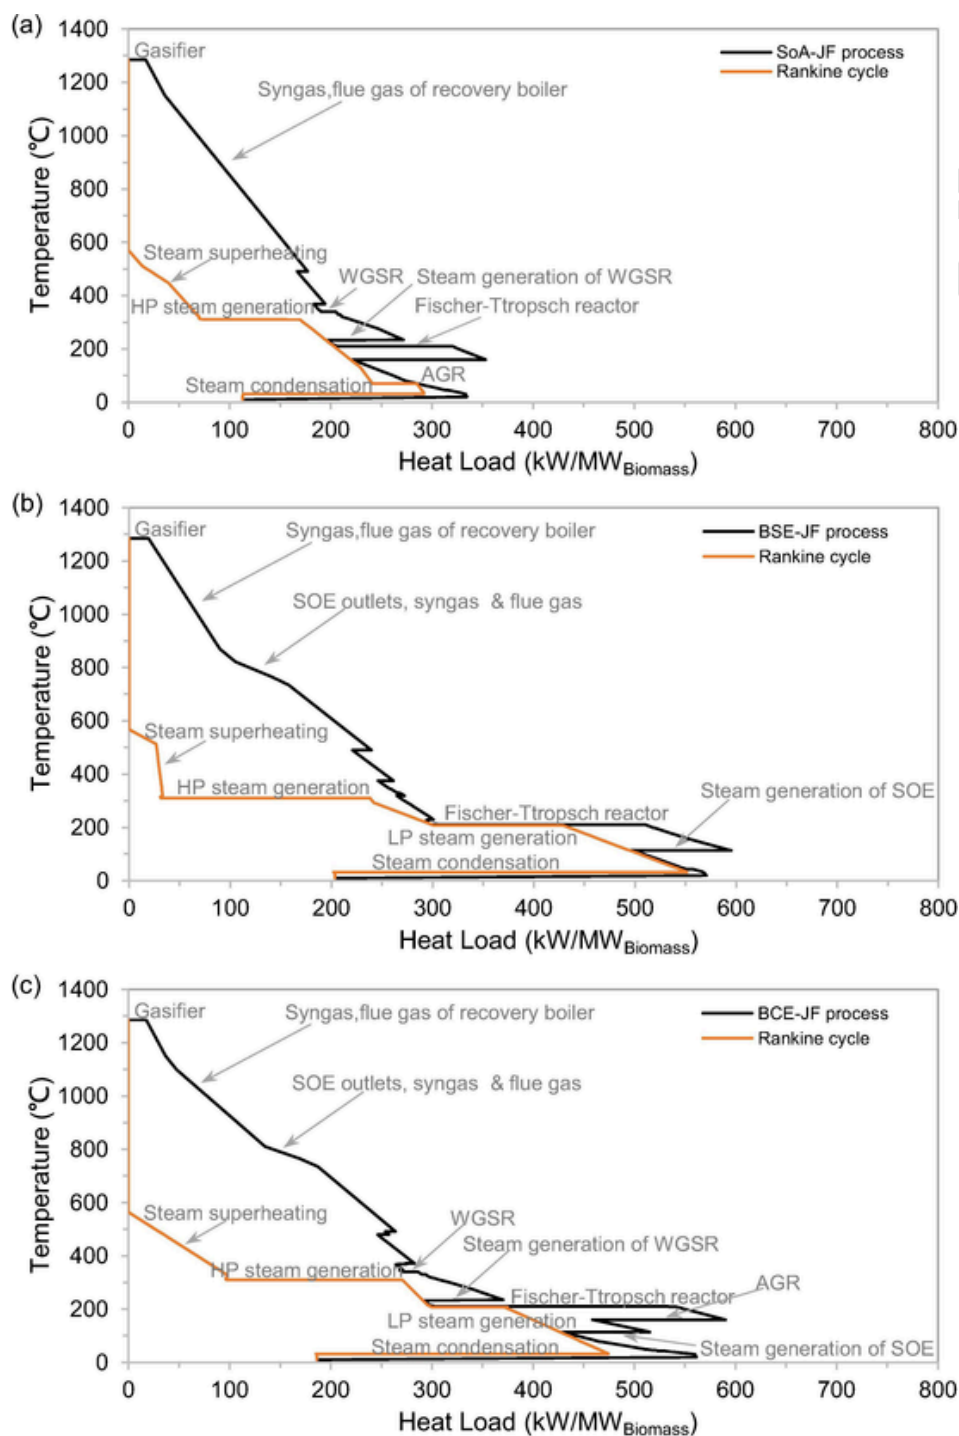 (a)
1400
1200
1000
800
600
400
200
0
Temperature (℃)
Gasifier
SoA-JF process
Rankine cycle
Syngas,flue gas of recovery boiler
Steam superheating
WGSR
Steam generation of WGSR
HP steam generation
Fischer-Ttropsch reactor
Steam condensation
AGR
0 100 200 300 400 500 600 700 800
Heat Load (kW/MWBiomass)
(b)
1400
1200
1000
800
600
400
200
0
Temperature (℃)
Gasifier
Syngas,flue gas of recovery boiler
BSE-JF process
Rankine cycle
SOE outlets, syngas & flue gas
Steam superheating
HP steam generation
Steam generation of SOE
Fischer-Ttropsch reactor
LP steam generation
Steam condensation
0 100 200 300 400 500 600 700 800
Heat Load (kW/MWBiomass)
(c)
1400
1200
1000
800
600
400
200
0
Temperature (℃)
Gasifier
Syngas,flue gas of recovery boiler
BCE-JF process
Rankine cycle
SOE outlets, syngas & flue gas
Steam superheating
WGSR
Steam generation of WGSR
HP steam generation
AGR
Fischer-Ttropsch reactor
LP steam generation
Steam condensation
Steam generation of SOE
0 100 200 300 400 500 600 700 800
Heat Load (kW/MWBiomass)